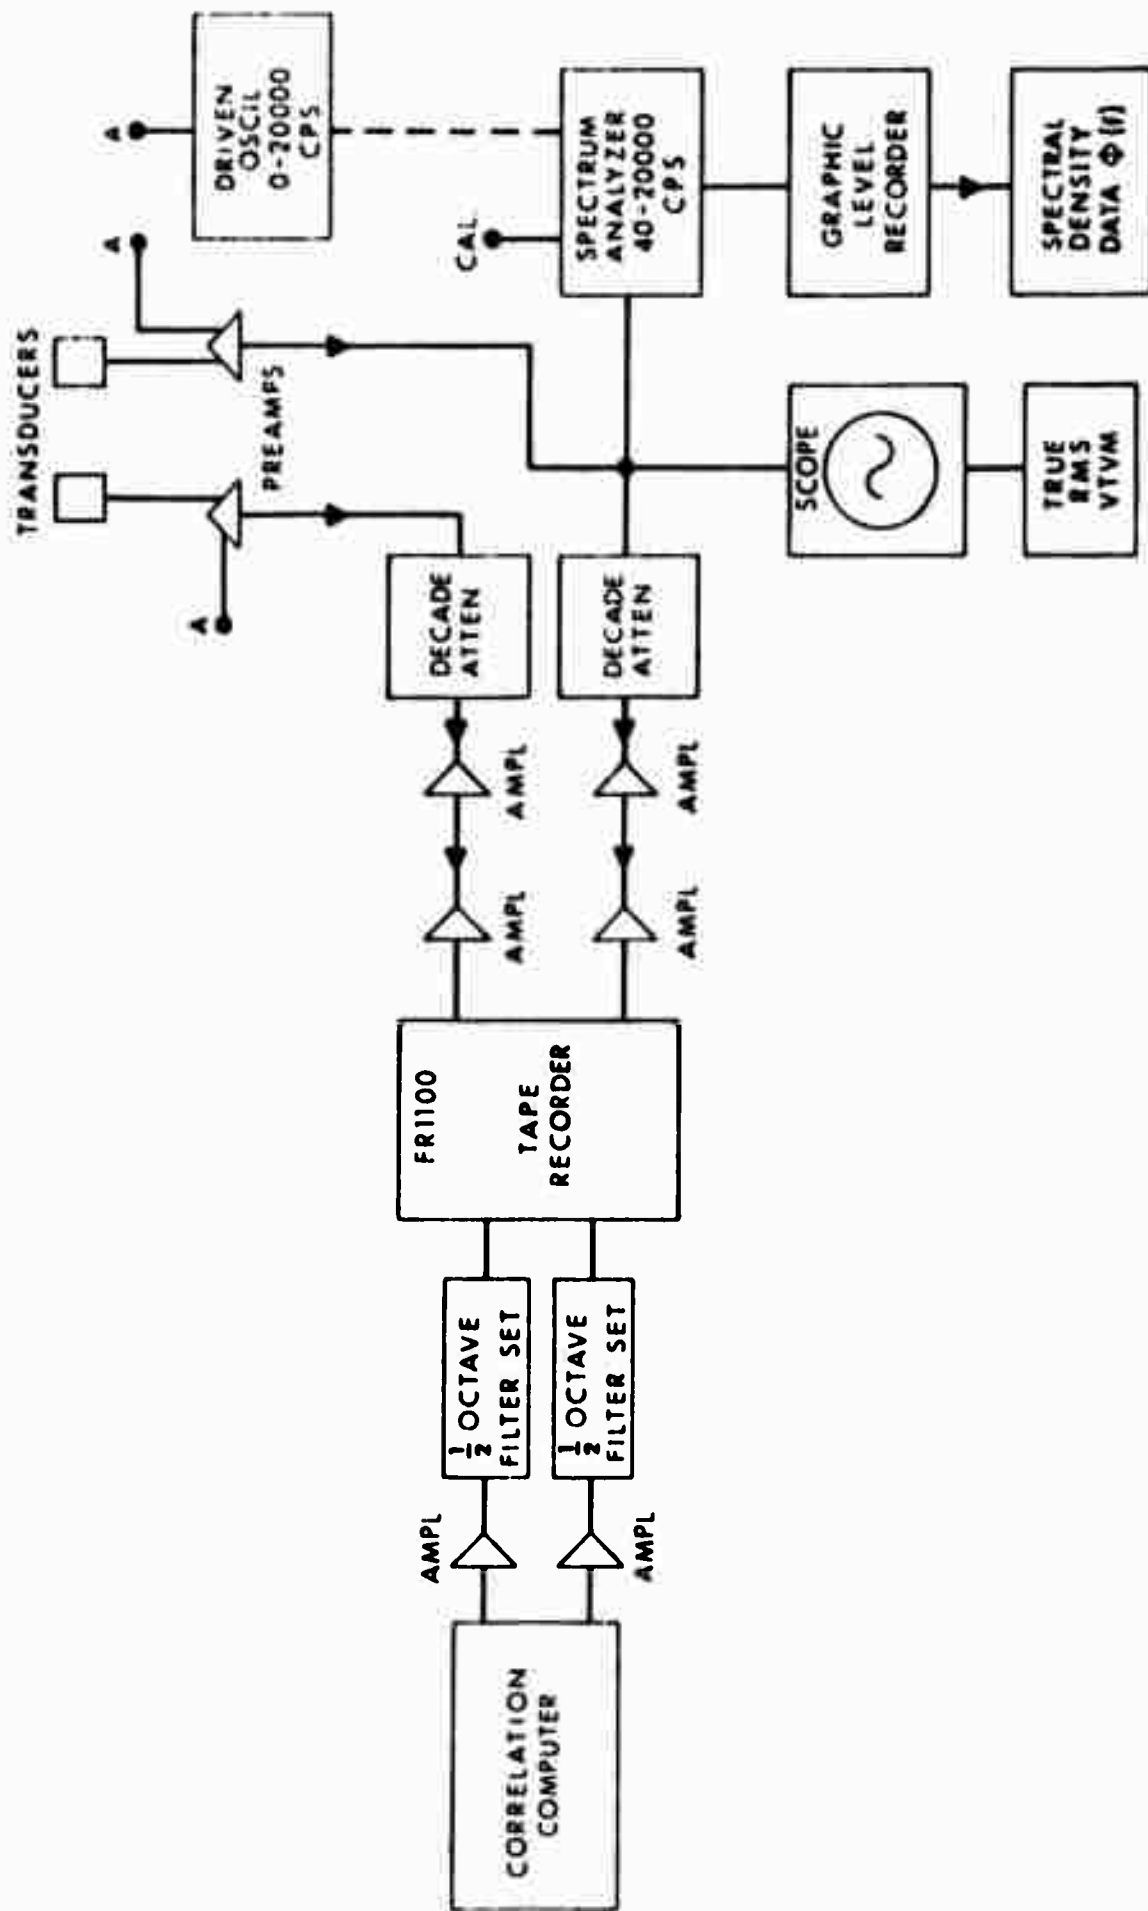 TRANSDUCERS
A
A
A
PREAMPS
DRIVEN
OSCIL
0-20000
CPS
CAL
SPECTRUM
ANALYZER
40-20000
CPS
GRAPHIC
LEVEL
RECORDER
SPECTRAL
DENSITY
DATA Φ(f)
SCOPE
TRUE
RMS
VTVM
DECADE
ATTEN
DECADE
ATTEN
AMPL
AMPL
AMPL
AMPL
FR1100
TAPE
RECORDER
1/2 OCTAVE
FILTER SET
1/2 OCTAVE
FILTER SET
AMPL
AMPL
CORRELATION
COMPUTER